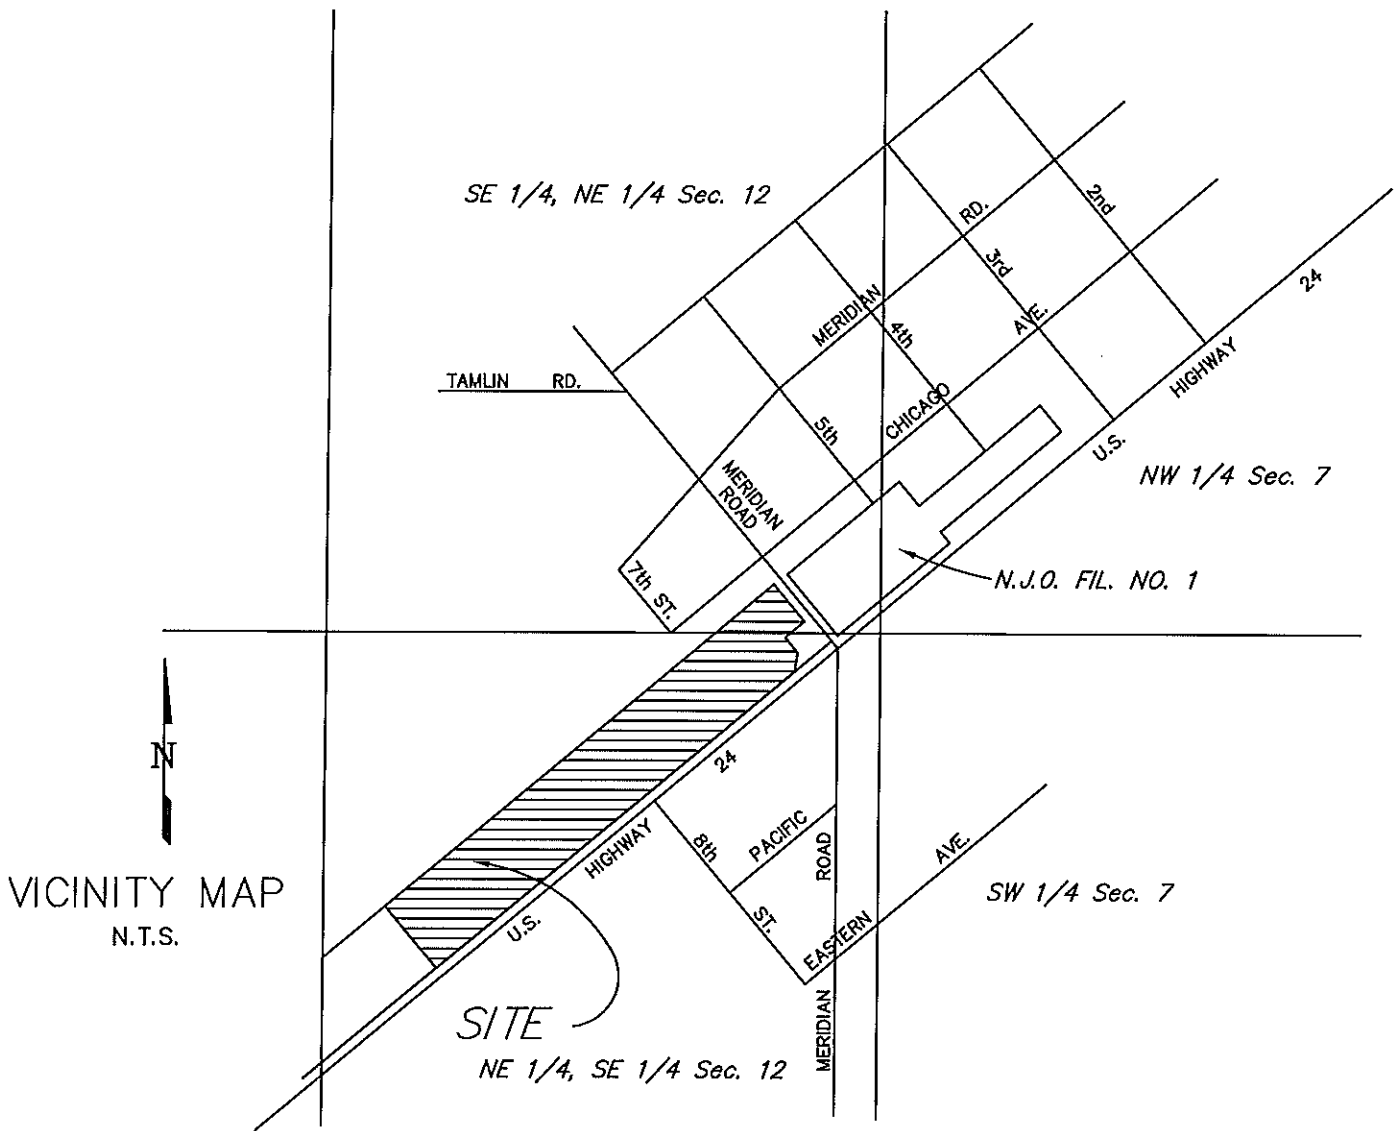 SE 1/4, NE 1/4 Sec. 12
2nd
RD.
3rd
24
MERIDIAN
4th
AVE.
HIGHWAY
TAMLIN RD.
CHICAGO
5th
U.S.
NW 1/4 Sec. 7
MERIDIAN
ROAD
7th ST.
N.J.O. FIL. NO. 1
N
24
HIGHWAY
8th
PACIFIC
ROAD
AVE.
VICINITY MAP
N.T.S.
SW 1/4 Sec. 7
U.S.
ST.
EASTERN
SITE
MERIDIAN
NE 1/4, SE 1/4 Sec. 12